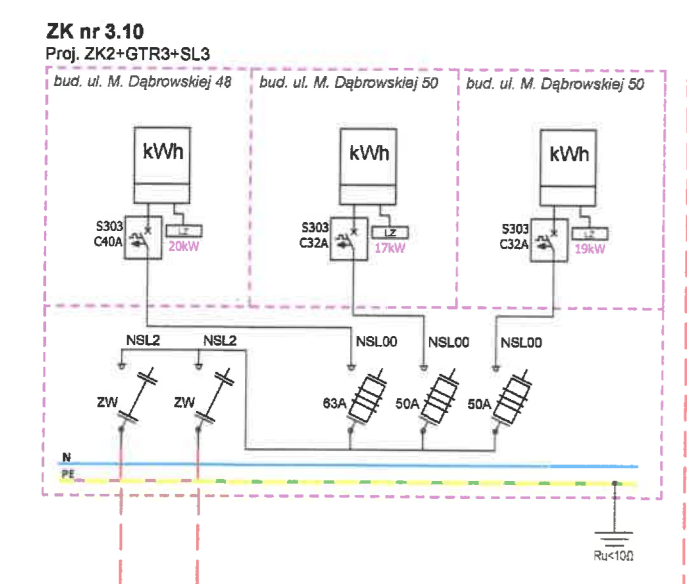 ZK nr 3.10
Proj. ZK2+GTR3+SL3
bud. ul. M. Dąbrowskiej 48
bud. ul. M. Dąbrowskiej 50
bud. ul. M. Dąbrowskiej 50
kWh
kWh
kWh
S303
C40A
LZ
20kW
S303
C32A
LZ
17kW
S303
C32A
LZ
19kW
NSL2
NSL2
NSL00
NSL00
NSL00
ZW
ZW
63A
50A
50A
N
PE
Ru<10Ω